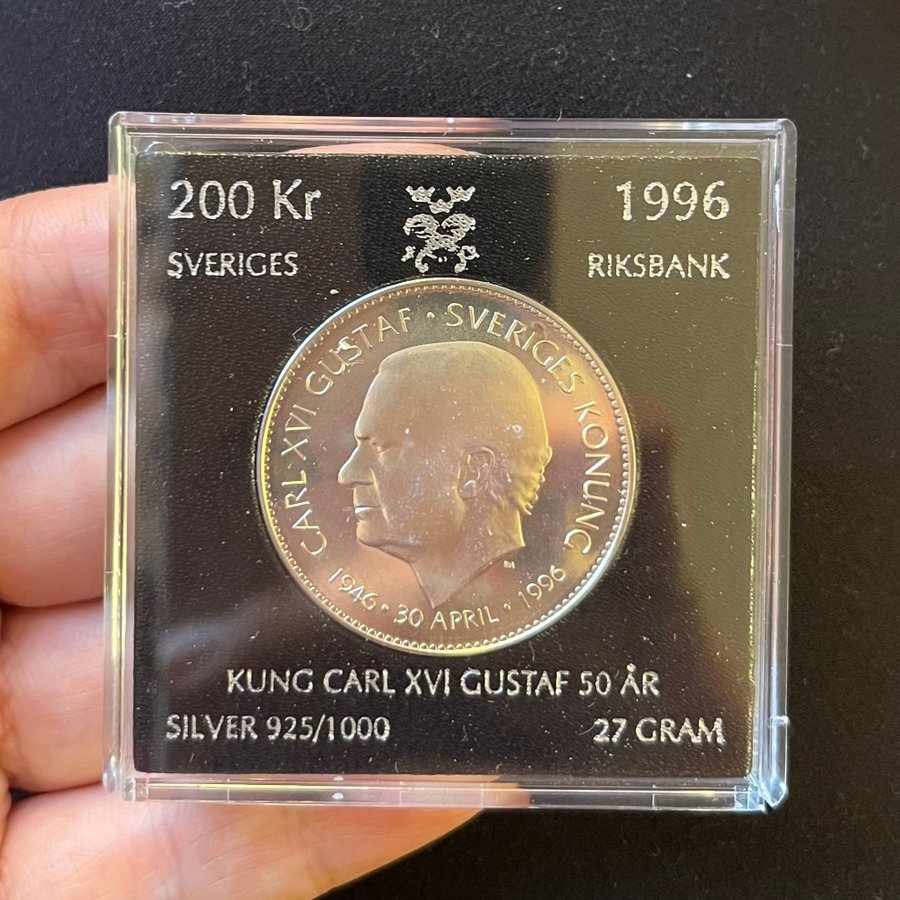 200 Kr
1996
SVERIGES
RIKSBANK
CARL XVI GUSTAF · SVERIGES KONUNG
1946 · 30 APRIL · 1996
KUNG CARL XVI GUSTAF 50 ÅR
SILVER 925/1000
27 GRAM